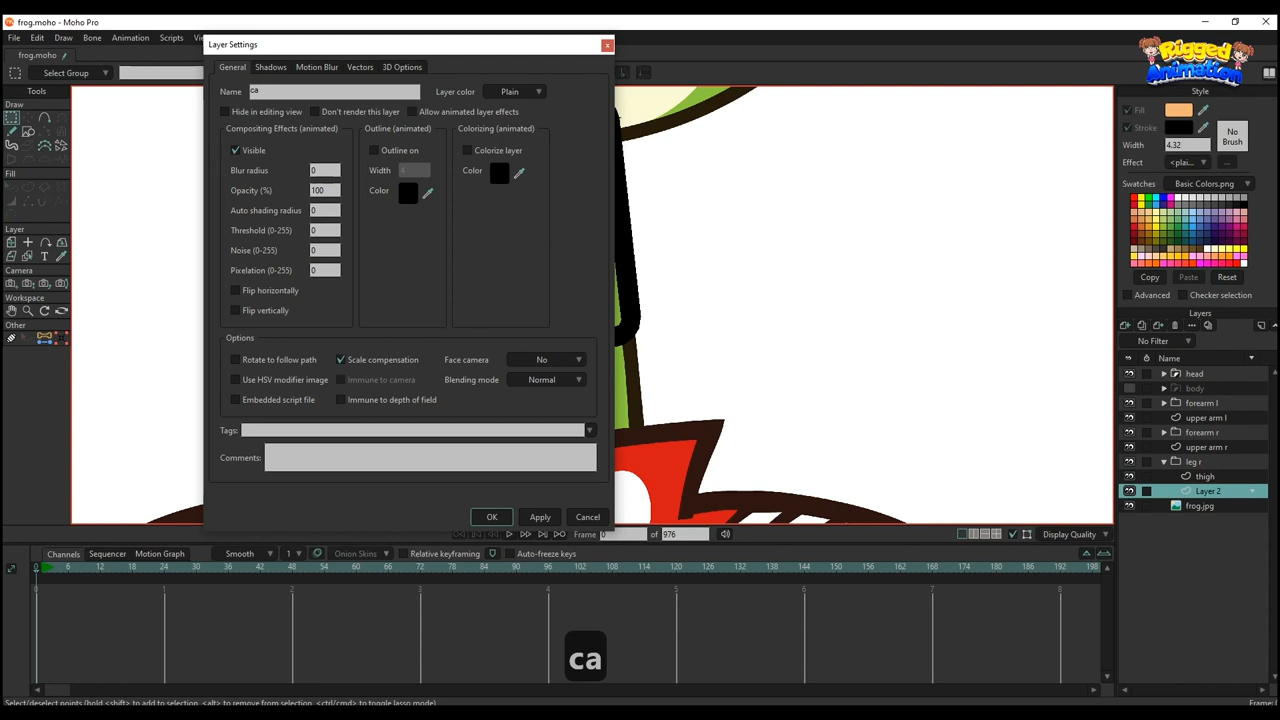 frog.moho - Moho Pro
File Edit Draw Bone Animation Scripts
frog.moho
Select Group
Layer Settings
General Shadows Motion Blur Vectors 3D Options
Name ca Layer color Plain
Hide in editing view Don't render this layer Allow animated layer effects
Compositing Effects (animated) Outline (animated) Colorizing (animated)
Visible Outline on Colorize layer
Blur radius 0 Width 4 Color
Opacity (%) 100 Color
Auto shading radius 0
Threshold (0-255) 0
Noise (0-255) 0
Pixelation (0-255) 0
Flip horizontally
Flip vertically
Options
Rotate to follow path Scale compensation Face camera No
Use HSV modifier image Immune to camera Blending mode Normal
Embedded script file Immune to depth of field
Tags:
Comments:
OK Apply Cancel
Tools
Draw
Fill
Layer
Camera
Workspace
Other
Rigged
Animation
Style
Fill
Stroke
No
Brush
Width 4.32
Effect <plai... ...
Swatches Basic Colors.png
Copy Paste Reset
Advanced Checker selection
Layers
No Filter
Name
head
body
forearm l
upper arm l
forearm r
upper arm r
leg r
thigh
Layer 2
frog.jpg
Frame 0 of 976 Display Quality
Channels Sequencer Motion Graph Smooth 1 Onion Skins Relative keyframing Auto-freeze keys
0 6 12 18 24 30 36 42 48 54 60 66 72 78 84 90 96 102 108 114 120 126 132 138 144 150 156 162 168 174 180 186 192 198
0 1 2 3 4 5 6 7 8
ca
Select/deselect points (hold <shift> to add to selection, <alt> to remove from selection, <ctrl/cmd> to toggle lasso mode) Frame: